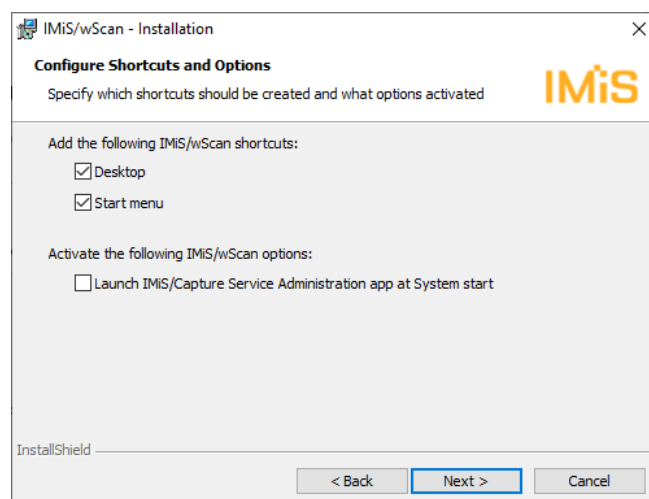 IMiS/wScan - Installation
Configure Shortcuts and Options
Specify which shortcuts should be created and what options activated
IMiS
Add the following IMiS/wScan shortcuts:
Desktop
Start menu
Activate the following IMiS/wScan options:
Launch IMiS/Capture Service Administration app at System start
InstallShield
< Back Next > Cancel